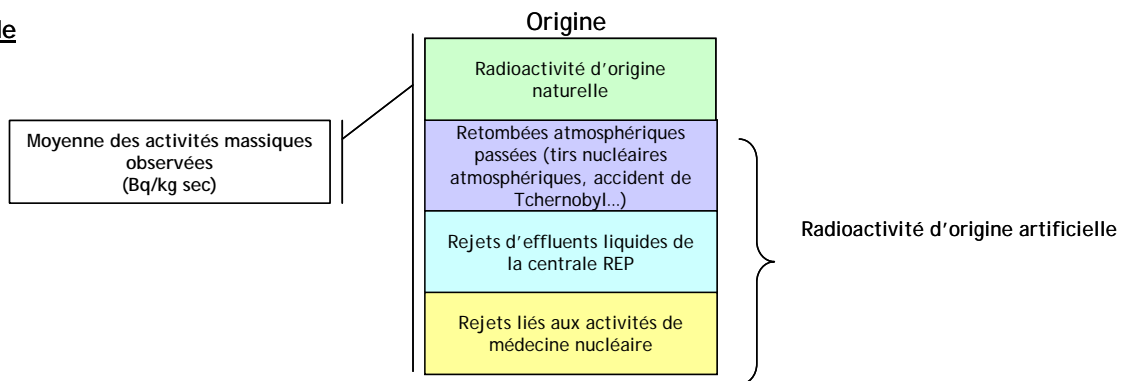 Origine
Radioactivité d'origine
naturelle
Moyenne des activités massiques
observées
(Bq/kg sec)
Retombées atmosphériques
passées (tirs nucléaires
atmosphériques, accident de
Tchernobyl...)
Radioactivité d'origine artificielle
Rejets d'effluents liquides de
la centrale REP
Rejets liés aux activités de
médecine nucléaire